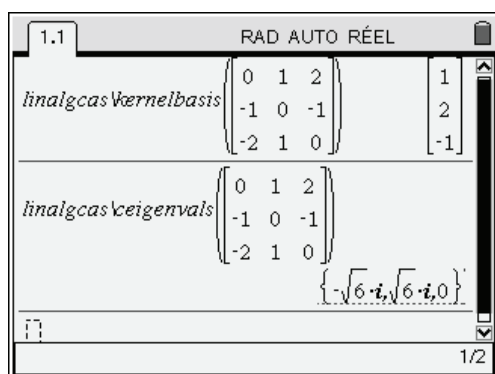 1.1 RAD AUTO RÉEL
linalgcas\kernelbasis([0 1 2
-1 0 -1
-2 1 0]) [1
2
-1]
linalgcas\ceigenvals([0 1 2
-1 0 -1
-2 1 0])
{-√6·i,√6·i,0}
1/2